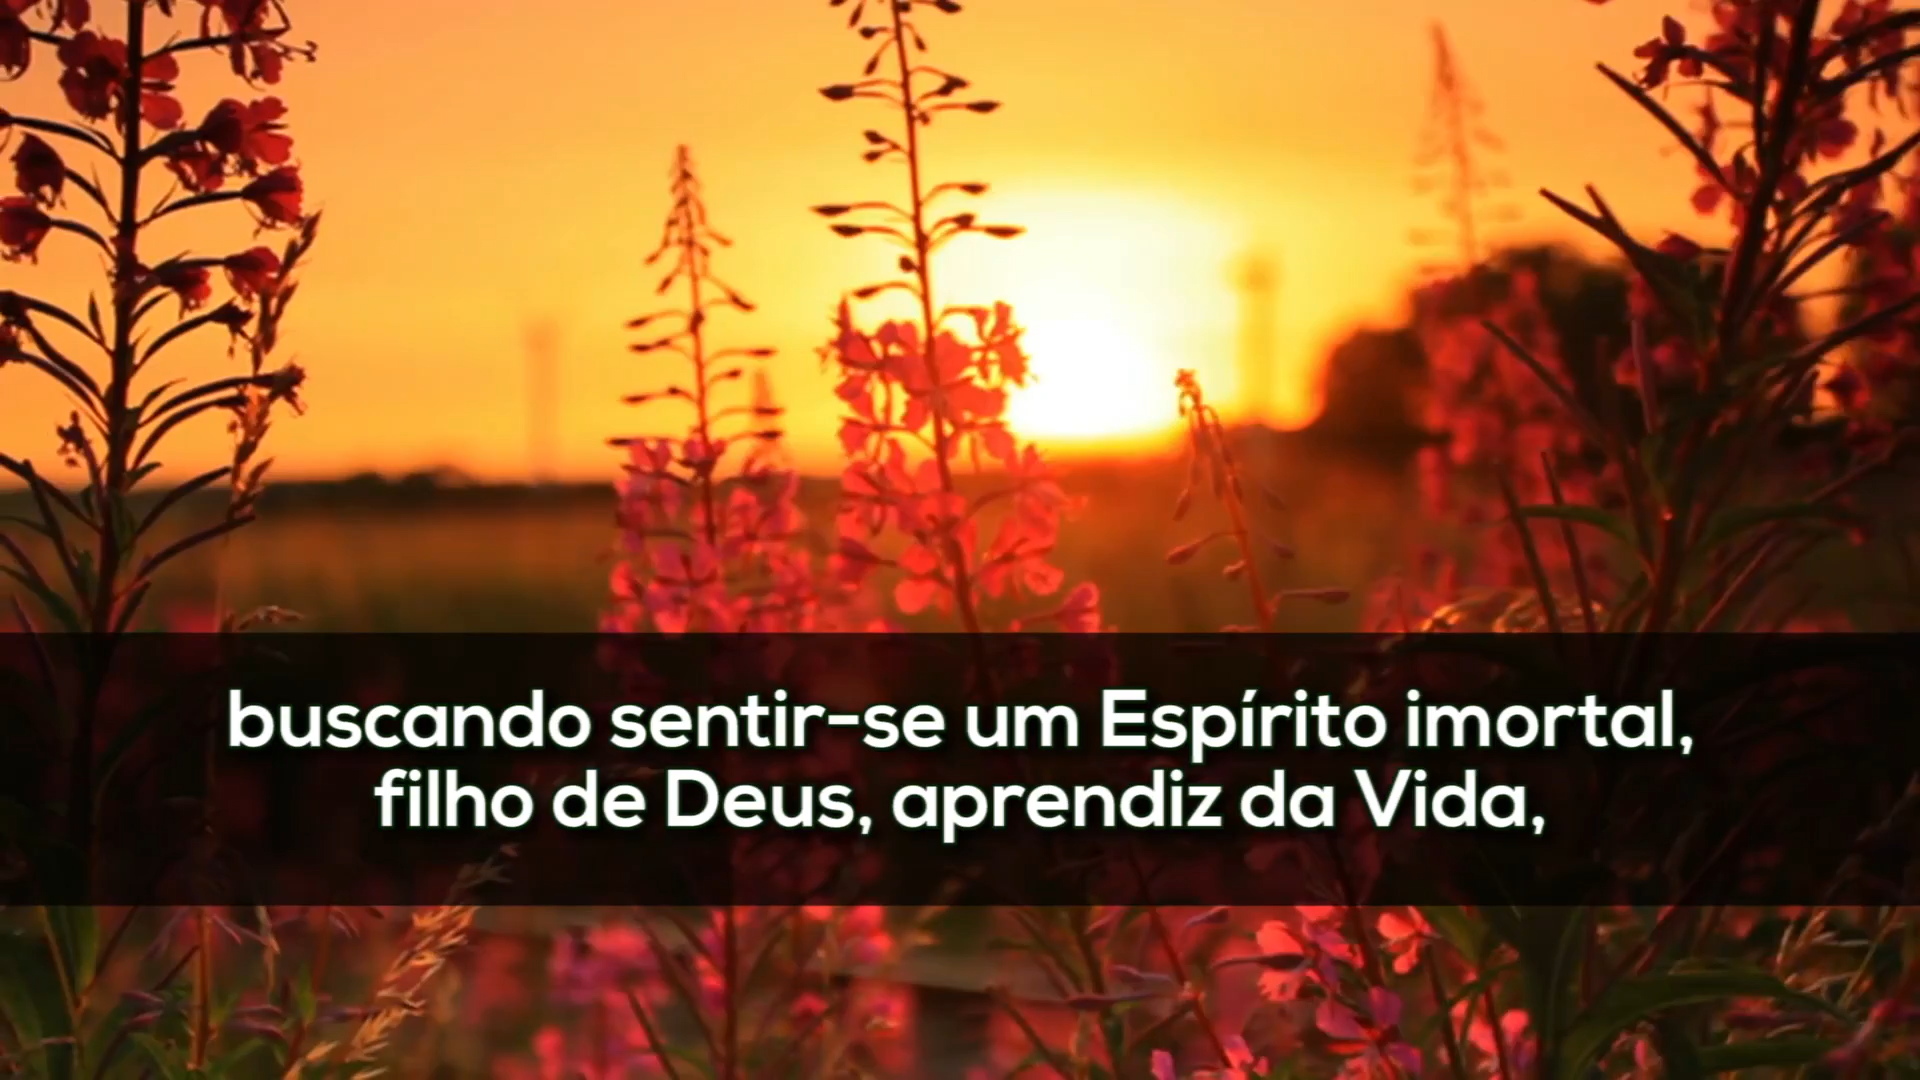 buscando sentir-se um Espírito imortal,
filho de Deus, aprendiz da Vida,